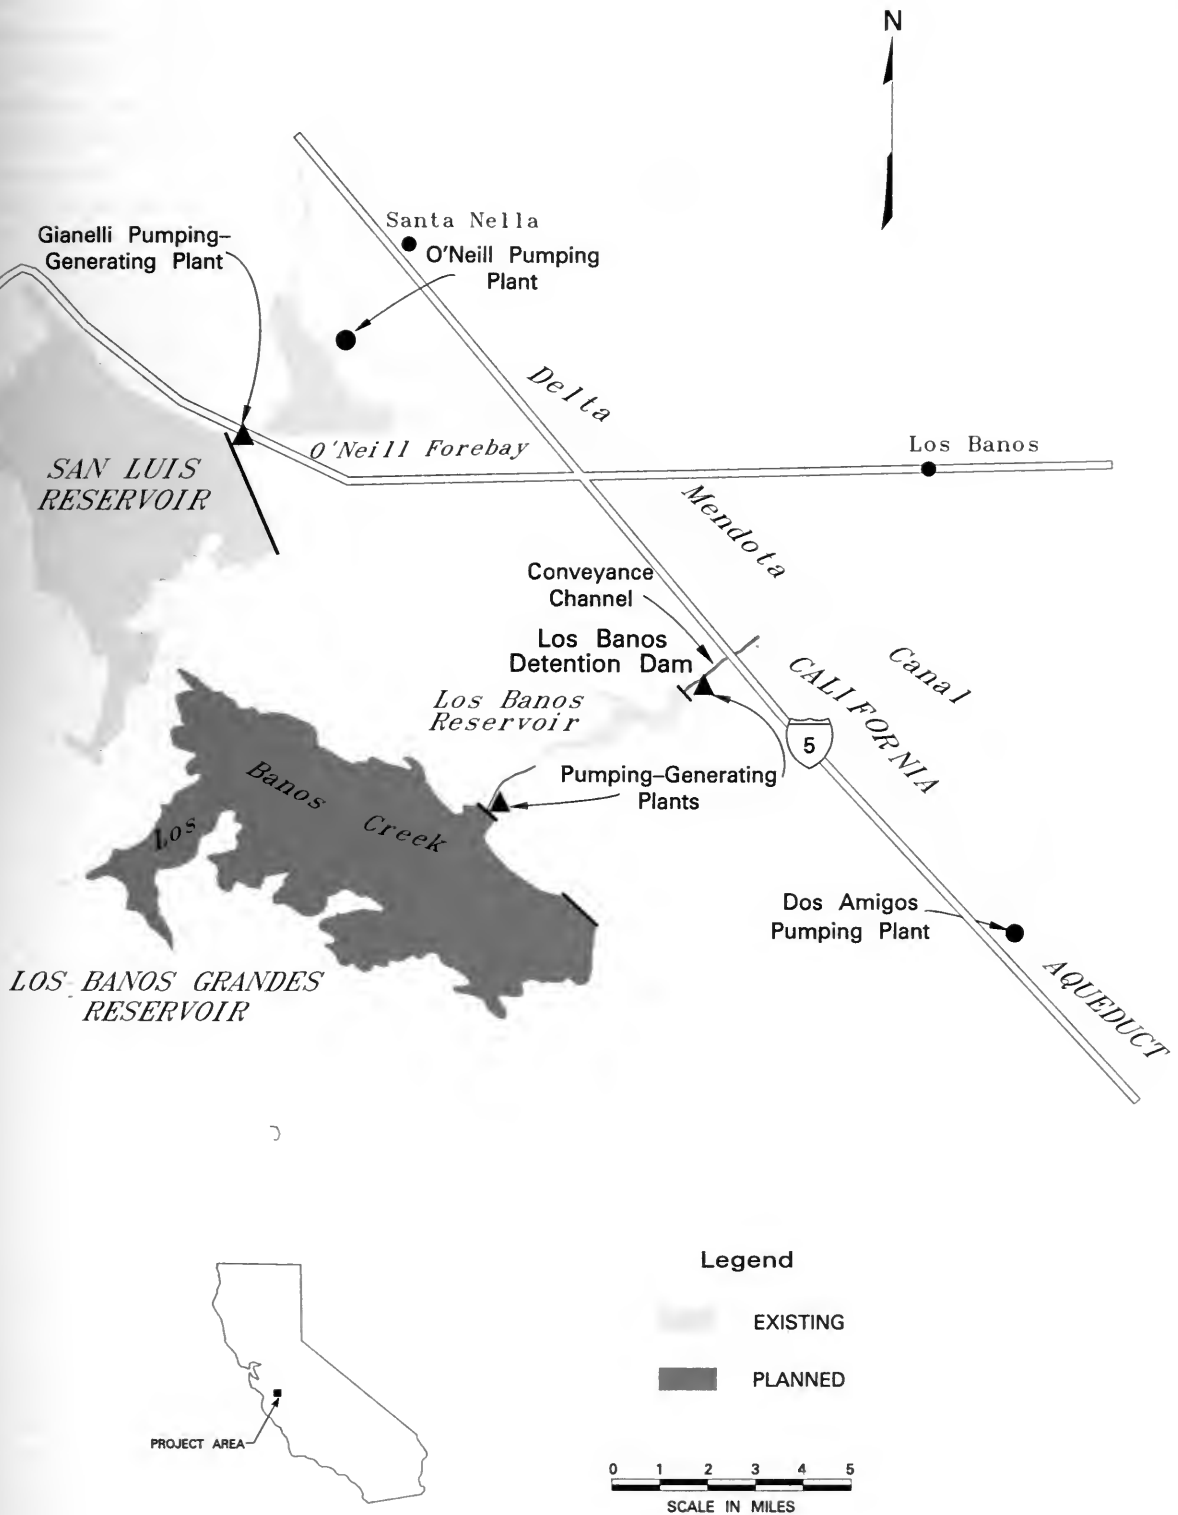 N
Santa Nella
Gianelli Pumping-
Generating Plant
O'Neill Pumping
Plant
Delta
O'Neill Forebay
Los Banos
SAN LUIS
RESERVOIR
Mendota
Conveyance
Channel
Los Banos
Detention Dam
Canal
CALIFORNIA
Los Banos
Reservoir
5
Pumping-Generating
Plants
Los Banos Creek
Dos Amigos
Pumping Plant
AQUEDUCT
LOS BANOS GRANDES
RESERVOIR
Legend
EXISTING
PLANNED
PROJECT AREA
0 1 2 3 4 5
SCALE IN MILES